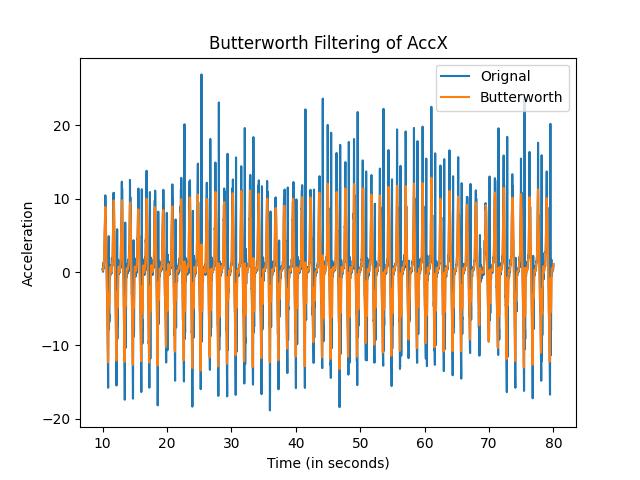 Butterworth Filtering of AccX
Orignal
Butterworth
Acceleration
20
10
0
−10
−20
10 20 30 40 50 60 70 80
Time (in seconds)